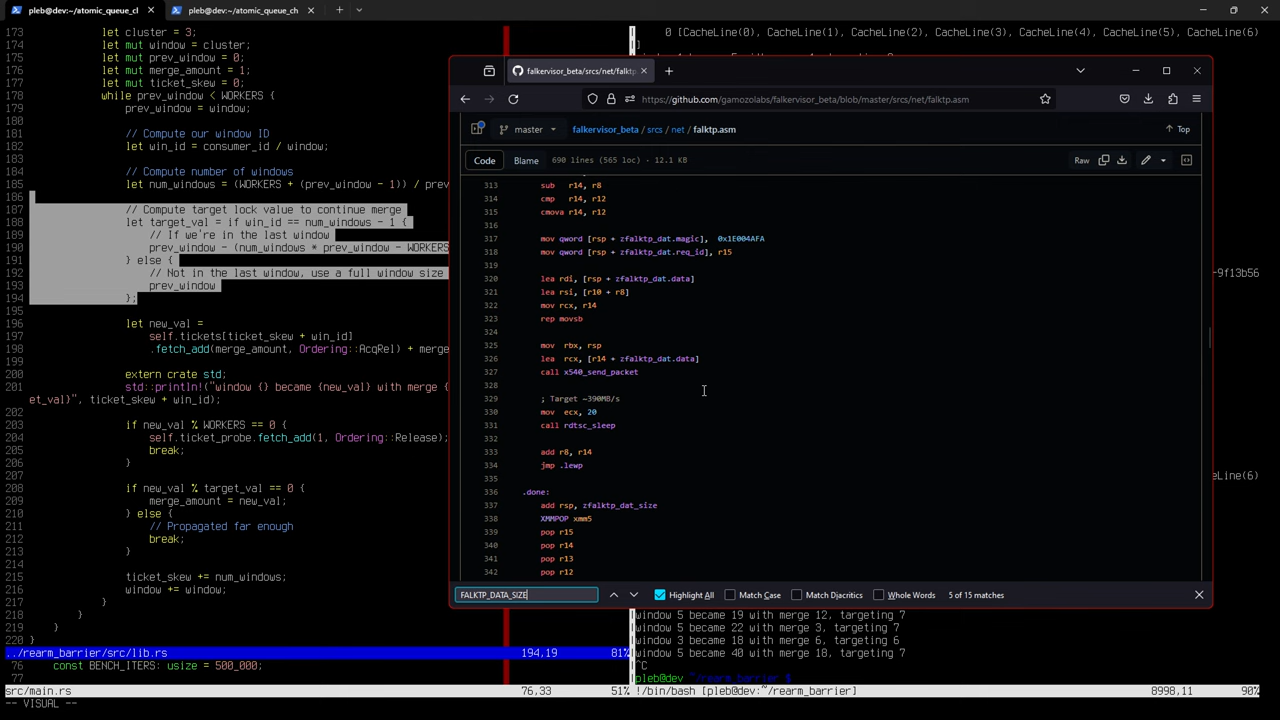 pleb@dev:~/atomic_queue_cl
pleb@dev:~/atomic_queue_ch
173 let cluster = 3;
174 let mut window = cluster;
175 let mut prev_window = 0;
176 let mut merge_amount = 1;
177 let mut ticket_skew = 0;
178 while prev_window < WORKERS {
179 prev_window = window;
180
181 // Compute our window ID
182 let win_id = consumer_id / window;
183
184 // Compute number of windows
185 let num_windows = (WORKERS + (prev_window - 1)) / prev
186
187 // Compute target lock value to continue merge
188 let target_val = if win_id == num_windows - 1 {
189 // If we're in the last window
190 prev_window - (num_windows * prev_window - WORKERS
191 } else {
192 // Not in the last window, use a full window size
193 prev_window
194 };
195
196 let new_val =
197 self.tickets[ticket_skew + win_id]
198 .fetch_add(merge_amount, Ordering::AcqRel) + merge
199
200 extern crate std;
201 std::println!("window {} became {new_val} with merge {
et_val}", ticket_skew + win_id);
202
203 if new_val % WORKERS == 0 {
204 self.ticket_probe.fetch_add(1, Ordering::Release);
205 break;
206 }
207
208 if new_val % target_val == 0 {
209 merge_amount = new_val;
210 } else {
211 // Propagated far enough
212 break;
213 }
214
215 ticket_skew += num_windows;
216 window += window;
217 }
218 }
219 }
220 }
../rearm_barrier/src/lib.rs 194,19 81%
76 const BENCH_ITERS: usize = 500_000;
77
src/main.rs 76,33 51%
-- VISUAL --
0 [CacheLine(0), CacheLine(1), CacheLine(2), CacheLine(3), CacheLine(4), CacheLine(5), CacheLine(6)
]
falkervisor_beta/srcs/net/falktp
https://github.com/gamozolabs/falkervisor_beta/blob/master/srcs/net/falktp.asm
master
falkervisor_beta / srcs / net / falktp.asm
Top
Code Blame 690 lines (565 loc) · 12.1 KB Raw
313 sub r14, r8
314 cmp r14, r12
315 cmova r14, r12
316
317 mov qword [rsp + zfalktp_dat.magic], 0x1E004AFA
318 mov qword [rsp + zfalktp_dat.req_id], r15
319
320 lea rdi, [rsp + zfalktp_dat.data]
321 lea rsi, [r10 + r8]
322 mov rcx, r14
323 rep movsb
324
325 mov rbx, rsp
326 lea rcx, [r14 + zfalktp_dat.data]
327 call x540_send_packet
328
329 ; Target ~390MB/s
330 mov ecx, 20
331 call rdtsc_sleep
332
333 add r8, r14
334 jmp .lewp
335
336 .done:
337 add rsp, zfalktp_dat_size
338 XMMPOP xmm5
339 pop r15
340 pop r14
341 pop r13
342 pop r12
FALKTP_DATA_SIZE Highlight All Match Case Match Diacritics Whole Words 5 of 15 matches
-9f13b56
cheLine(6)
window 5 became 19 with merge 12, targeting 7
window 5 became 22 with merge 3, targeting 7
window 3 became 18 with merge 6, targeting 6
window 5 became 40 with merge 18, targeting 7
^C
pleb@dev ~/rearm_barrier $
!/bin/bash [pleb@dev:~/rearm_barrier] 8998,11 90%